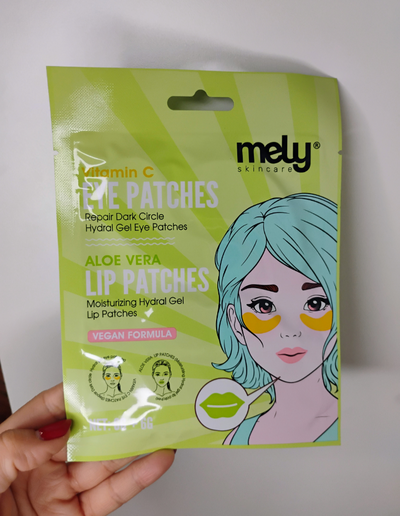 mely®
skincare
Vitamin C
EYE PATCHES
Repair Dark Circle
Hydral Gel Eye Patches
ALOE VERA
LIP PATCHES
Moisturizing Hydral Gel
Lip Patches
VEGAN FORMULA
NET